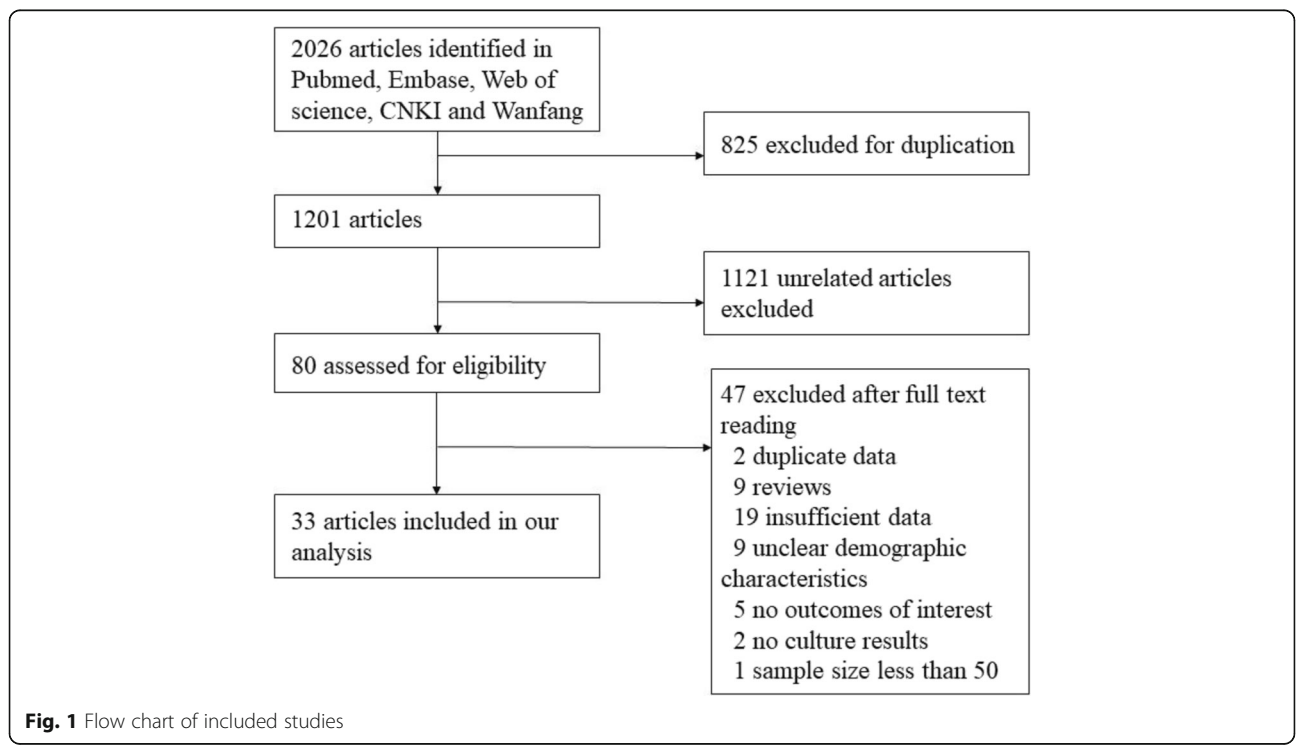 2026 articles identified in
Pubmed, Embase, Web of
science, CNKI and Wanfang
825 excluded for duplication
1201 articles
1121 unrelated articles
excluded
80 assessed for eligibility
47 excluded after full text
reading
2 duplicate data
9 reviews
19 insufficient data
9 unclear demographic
characteristics
5 no outcomes of interest
2 no culture results
1 sample size less than 50
33 articles included in our
analysis
Fig. 1 Flow chart of included studies